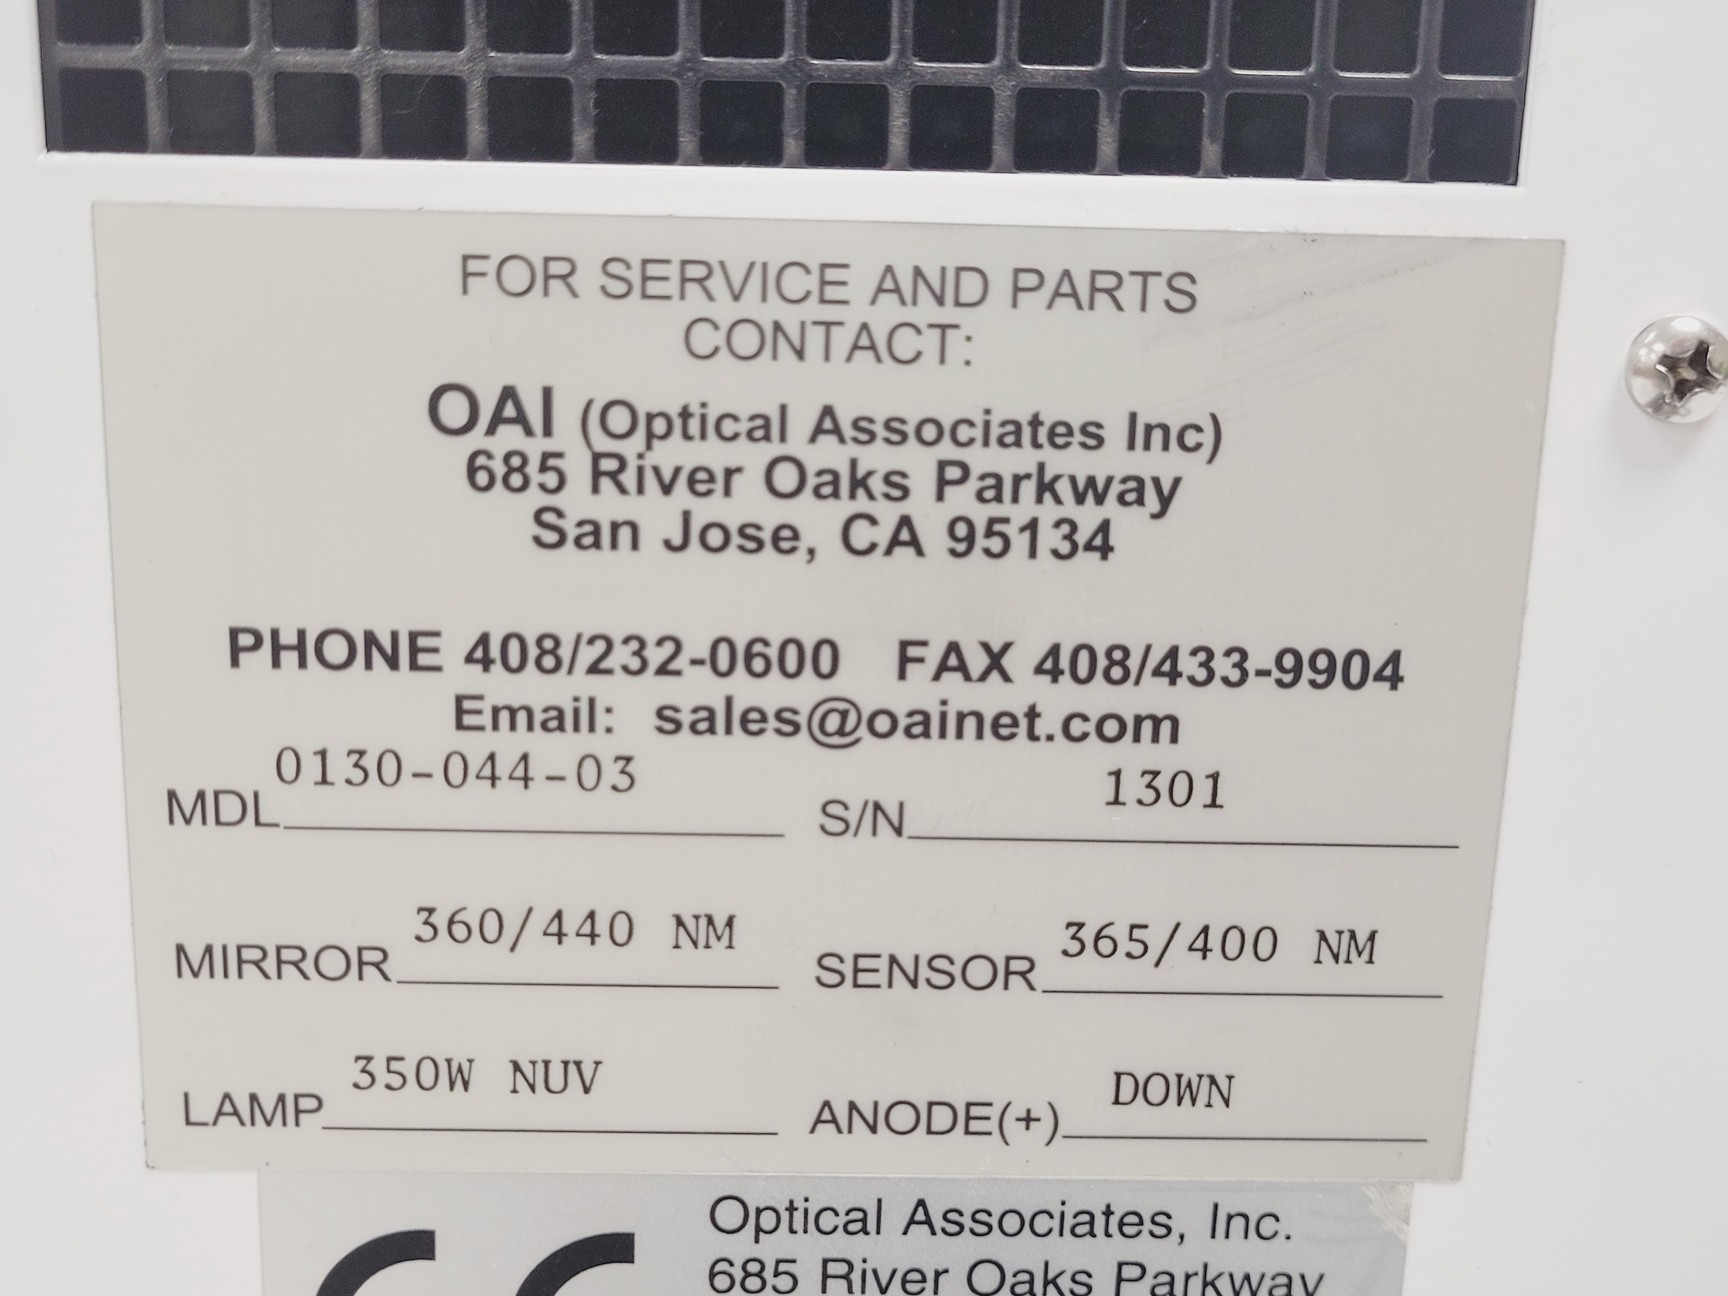 FOR SERVICE AND PARTS
CONTACT:
OAI (Optical Associates Inc)
685 River Oaks Parkway
San Jose, CA 95134
PHONE 408/232-0600 FAX 408/433-9904
Email: sales@oainet.com
MDL 0130-044-03 S/N 1301
MIRROR 360/440 NM SENSOR 365/400 NM
LAMP 350W NUV ANODE(+) DOWN
CE
Optical Associates, Inc.
685 River Oaks Parkway